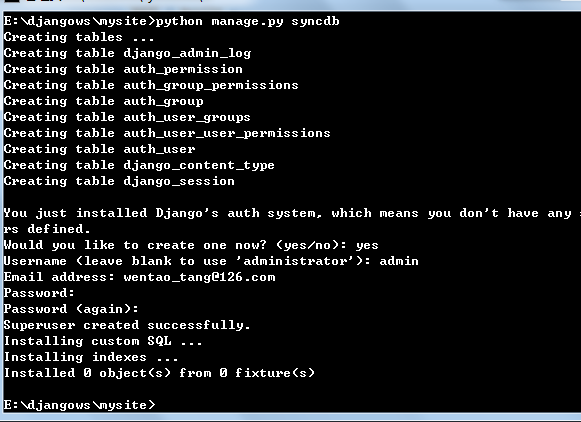 E:\djangows\mysite>python manage.py syncdb
Creating tables ...
Creating table django_admin_log
Creating table auth_permission
Creating table auth_group_permissions
Creating table auth_group
Creating table auth_user_groups
Creating table auth_user_user_permissions
Creating table auth_user
Creating table django_content_type
Creating table django_session
You just installed Django's auth system, which means you don't have any
rs defined.
Would you like to create one now? (yes/no): yes
Username (leave blank to use 'administrator'): admin
Email address: wentao_tang@126.com
Password:
Password (again):
Superuser created successfully.
Installing custom SQL ...
Installing indexes ...
Installed 0 object(s) from 0 fixture(s)
E:\djangows\mysite>